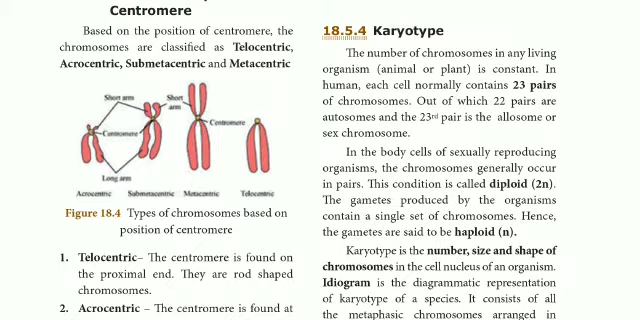 Centromere
Based on the position of centromere, the
chromosomes are classified as Telocentric,
Acrocentric, Submetacentric and Metacentric
Short arm
Short
arm
Centromere
Centromere
Long arm
Acrocentric Submetacentric Metacentric Telocentric
Figure 18.4 Types of chromosomes based on
position of centromere
1. Telocentric– The centromere is found on
the proximal end. They are rod shaped
chromosomes.
2. Acrocentric – The centromere is found at
18.5.4 Karyotype
The number of chromosomes in any living
organism (animal or plant) is constant. In
human, each cell normally contains 23 pairs
of chromosomes. Out of which 22 pairs are
autosomes and the 23rd pair is the allosome or
sex chromosome.
In the body cells of sexually reproducing
organisms, the chromosomes generally occur
in pairs. This condition is called diploid (2n).
The gametes produced by the organisms
contain a single set of chromosomes. Hence,
the gametes are said to be haploid (n).
Karyotype is the number, size and shape of
chromosomes in the cell nucleus of an organism.
Idiogram is the diagrammatic representation
of karyotype of a species. It consists of all
the metaphasic chromosomes arranged in